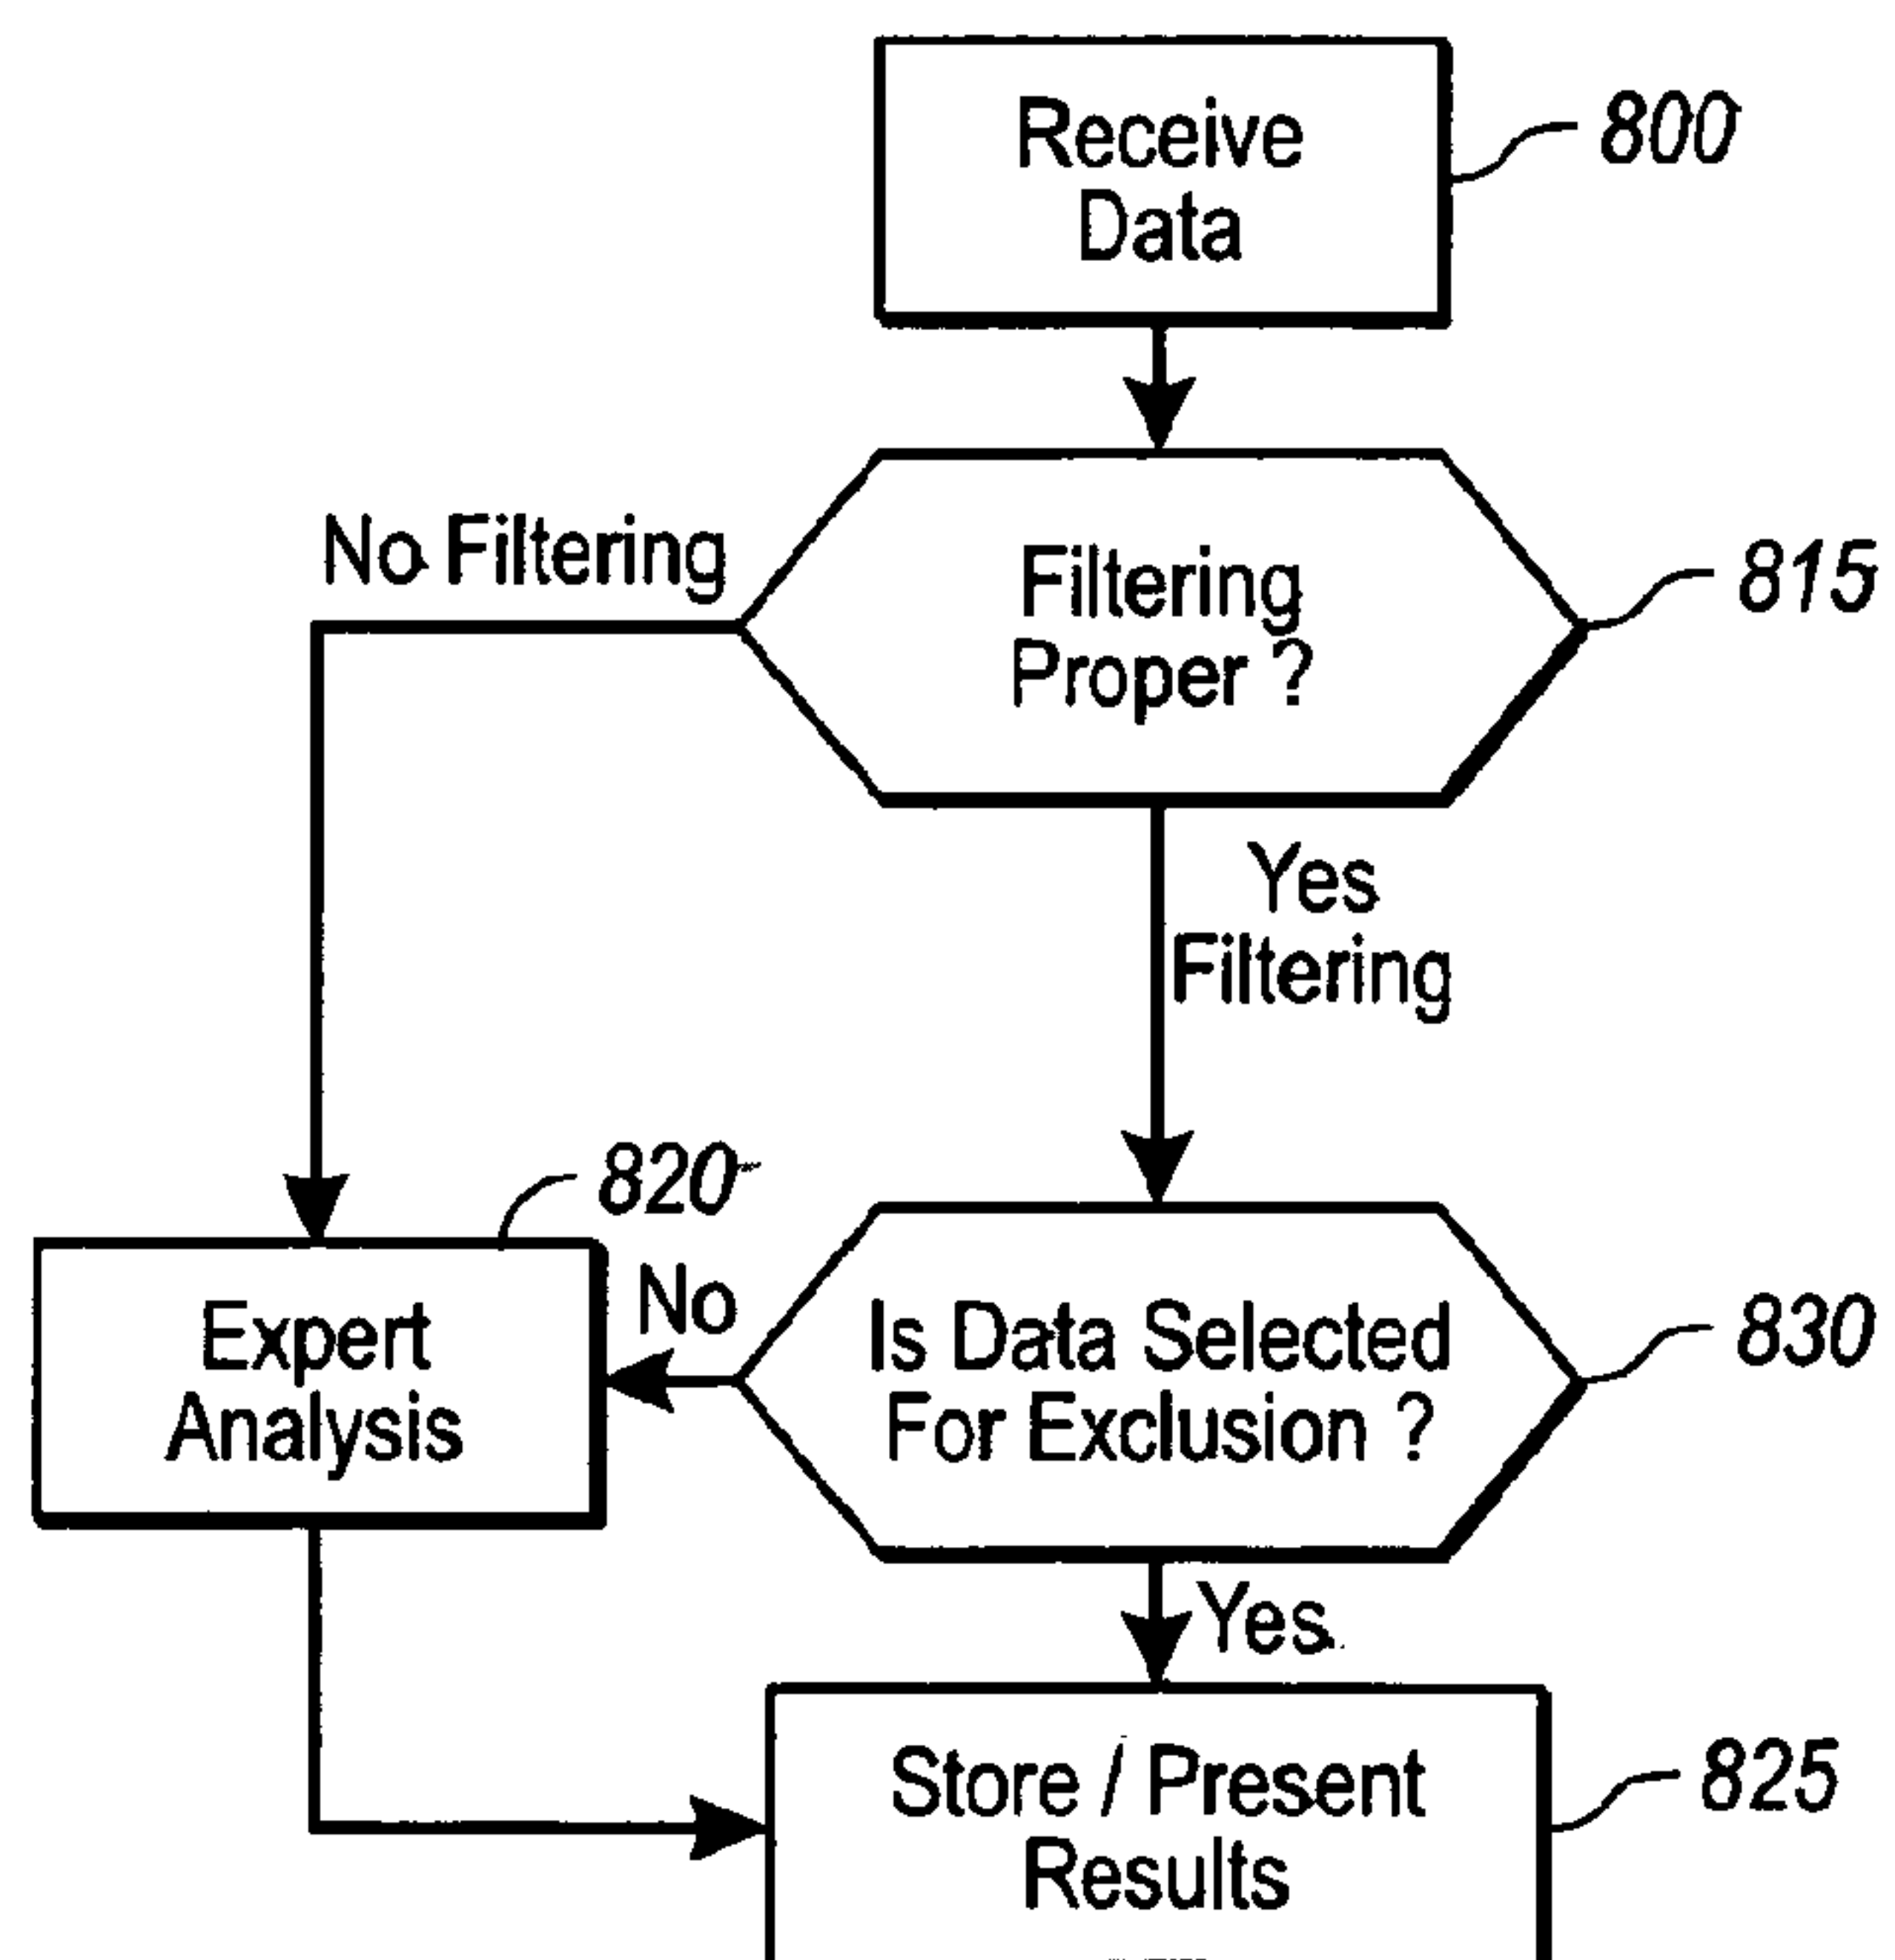 Receive
Data
800
No Filtering
Filtering
Proper ?
815
Yes
Filtering
820
Expert
Analysis
No
Is Data Selected
For Exclusion ?
830
Yes
Store / Present
Results
825